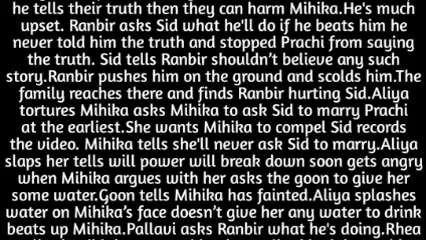 he tells their truth then they can harm Mihika.He's much
upset. Ranbir asks Sid what he'll do if he beats him he
never told him the truth and stopped Prachi from saying
the truth. Sid tells Ranbir shouldn't believe any such
story.Ranbir pushes him on the ground and scolds him.The
family reaches there and finds Ranbir hurting Sid.Aliya
tortures Mihika asks Mihika to ask Sid to marry Prachi
at the earliest.She wants Mihika to compel Sid records
the video. Mihika tells she'll never ask Sid to marry.Aliya
slaps her tells will power will break down soon gets angry
when Mihika argues with her asks the goon to give her
some water.Goon tells Mihika has fainted.Aliya splashes
water on Mihika's face doesn't give her any water to drink
beats up Mihika.Pallavi asks Ranbir what he's doing.Rhea